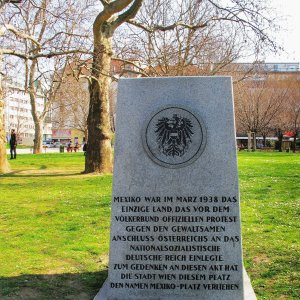 MEXIKO WAR IM MÄRZ 1938 DAS
EINZIGE LAND, DAS VOR DEM
VÖLKERBUND OFFIZIELLEN PROTEST
GEGEN DEN GEWALTSAMEN
ANSCHLUSS ÖSTERREICHS AN DAS
NATIONALSOZIALISTISCHE
DEUTSCHE REICH EINLEGTE.
ZUM GEDENKEN AN DIESEN AKT HAT
DIE STADT WIEN DIESEM PLATZ
DEN NAMEN MEXIKO-PLATZ VERLIEHEN